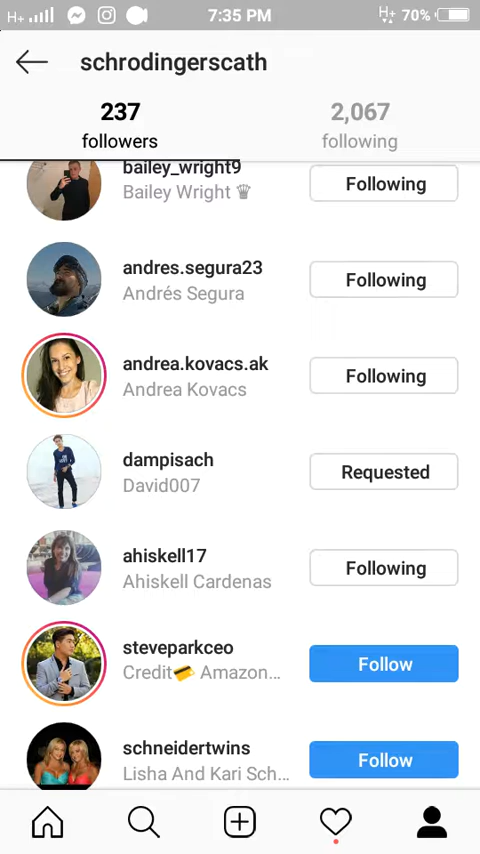 H+ 7:35 PM H+ 70%
schrodingerscath
237 2,067
followers following
bailey_wright9
Bailey Wright ♛
Following
andres.segura23
Andrés Segura
Following
andrea.kovacs.ak
Andrea Kovacs
Following
dampisach
David007
Requested
ahiskell17
Ahiskell Cardenas
Following
steveparkceo
Credit💳 Amazon...
Follow
schneidertwins
Lisha And Kari Sch...
Follow